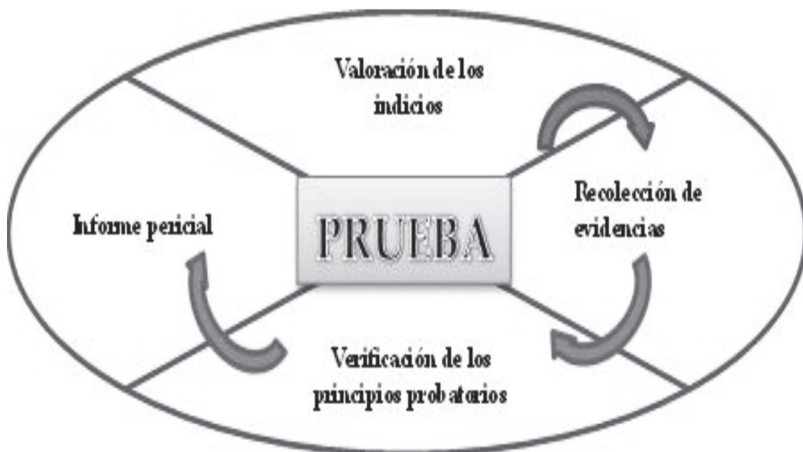 Valoración de los
indicios
Recolección de
evidencias
Informe pericial
PRUEBA
Verificación de los
principios probatorios